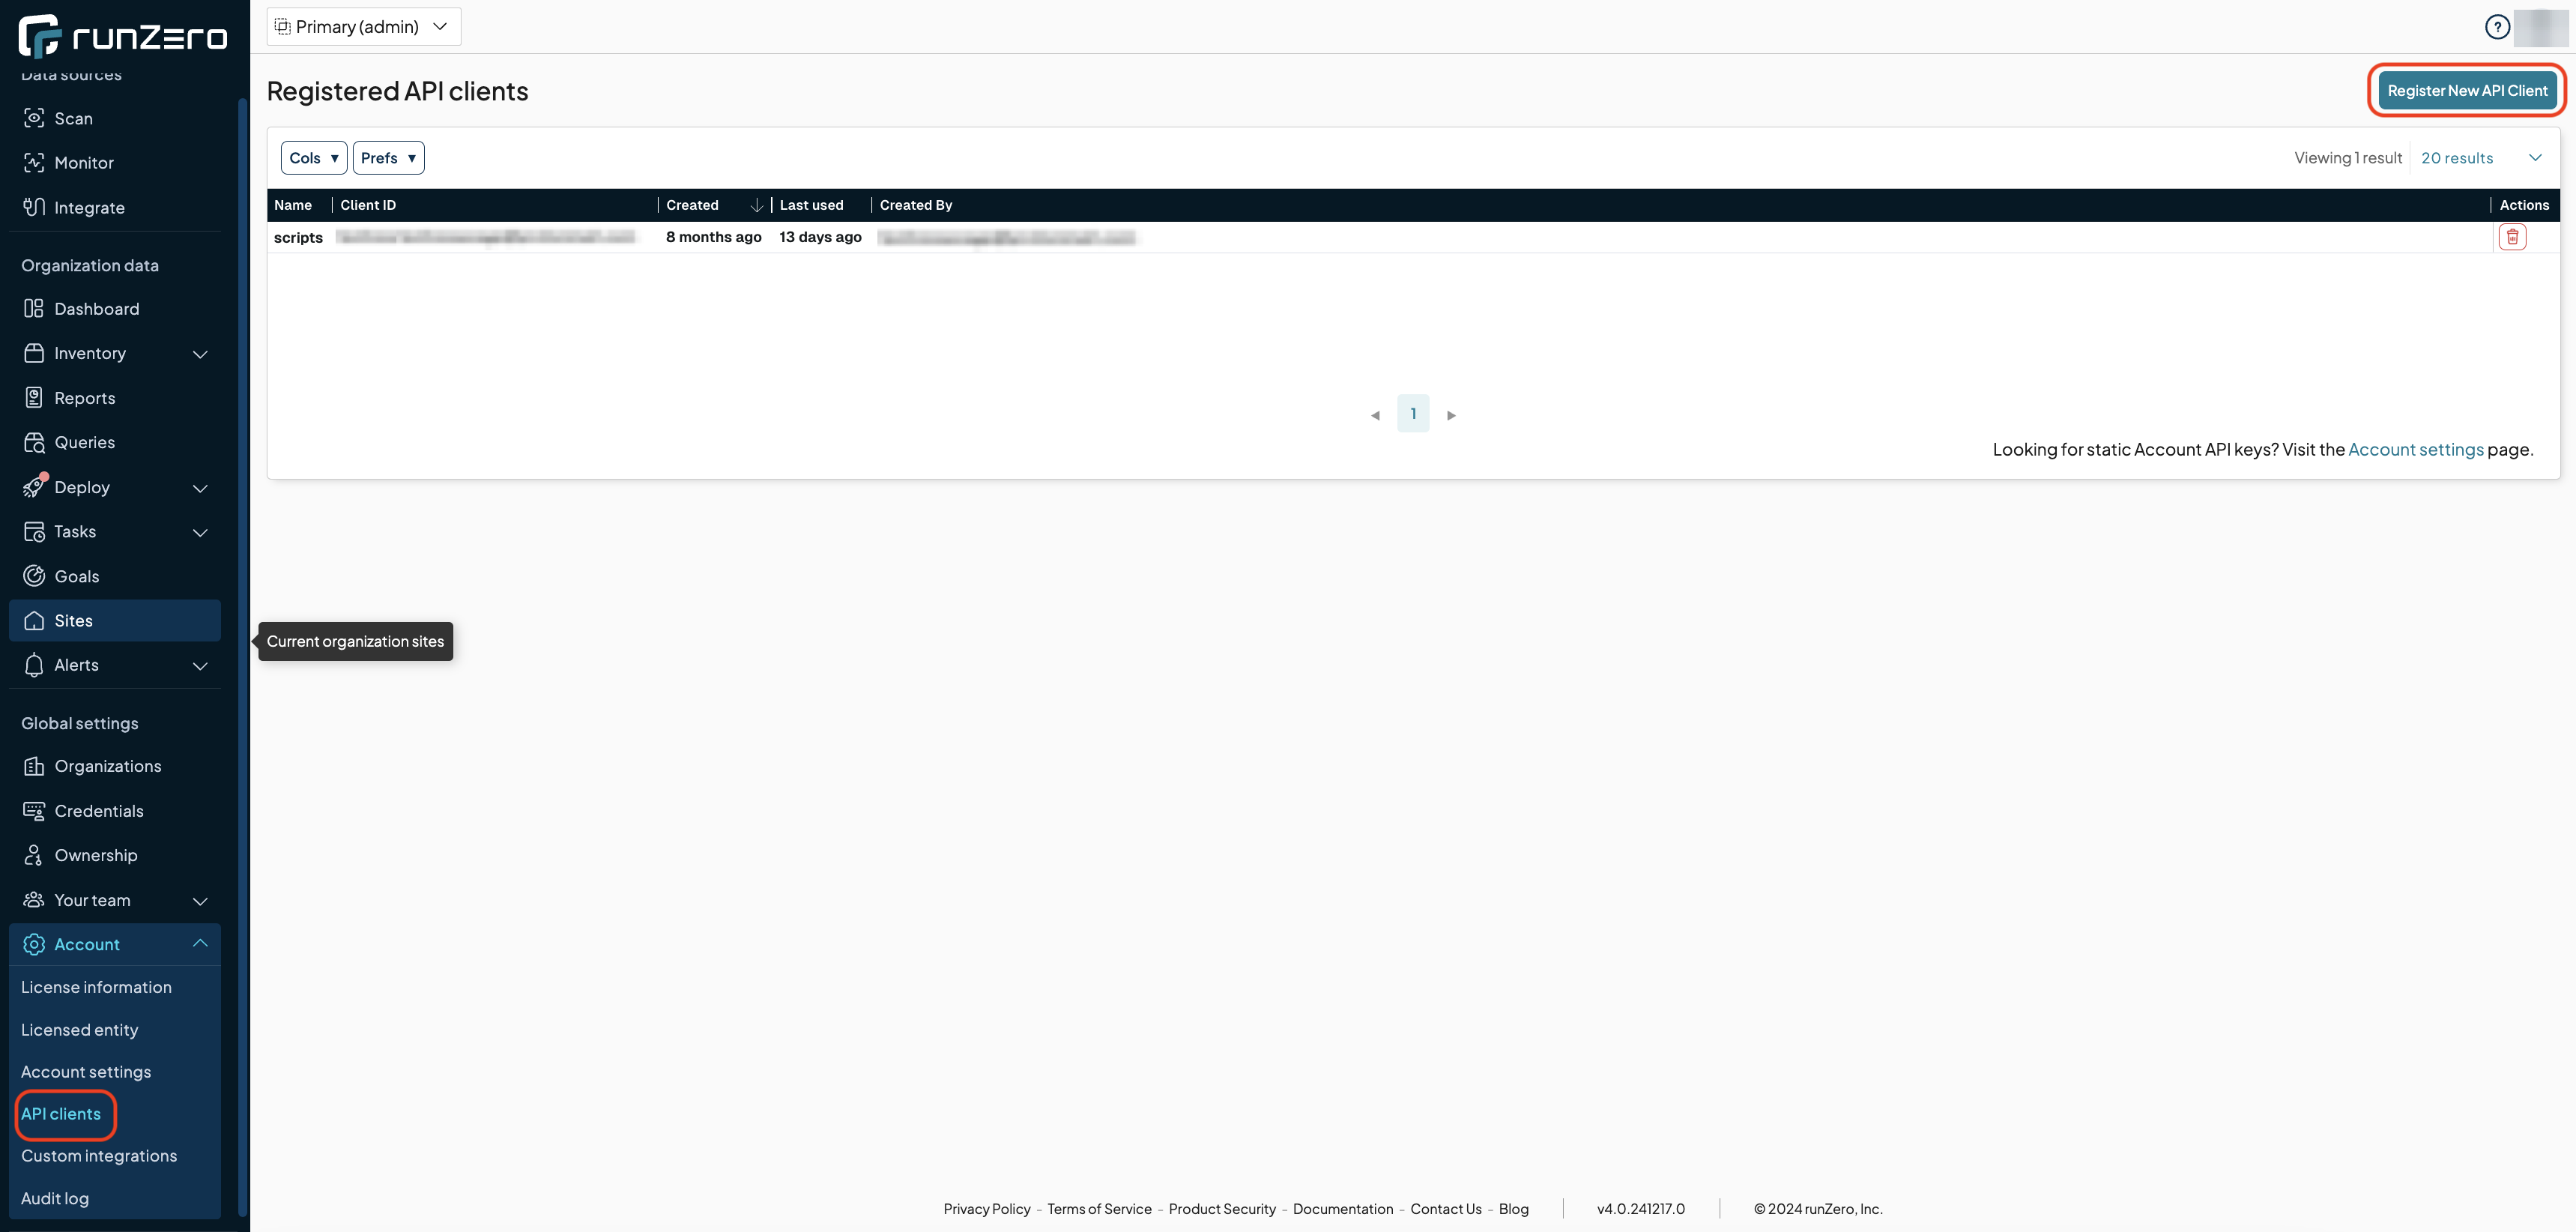 runZero
Data sources
Scan
Monitor
Integrate
Organization data
Dashboard
Inventory
Reports
Queries
Deploy
Tasks
Goals
Sites
Alerts
Global settings
Organizations
Credentials
Ownership
Your team
Account
License information
Licensed entity
Account settings
API clients
Custom integrations
Audit log
Primary (admin)
?
Registered API clients
Register New API Client
Cols ▼ Prefs ▼
Viewing 1 result 20 results
Name Client ID Created Last used Created By Actions
scripts 8 months ago 13 days ago
1
Looking for static Account API keys? Visit the Account settings page.
Current organization sites
Privacy Policy - Terms of Service - Product Security - Documentation - Contact Us - Blog v4.0.241217.0 © 2024 runZero, Inc.